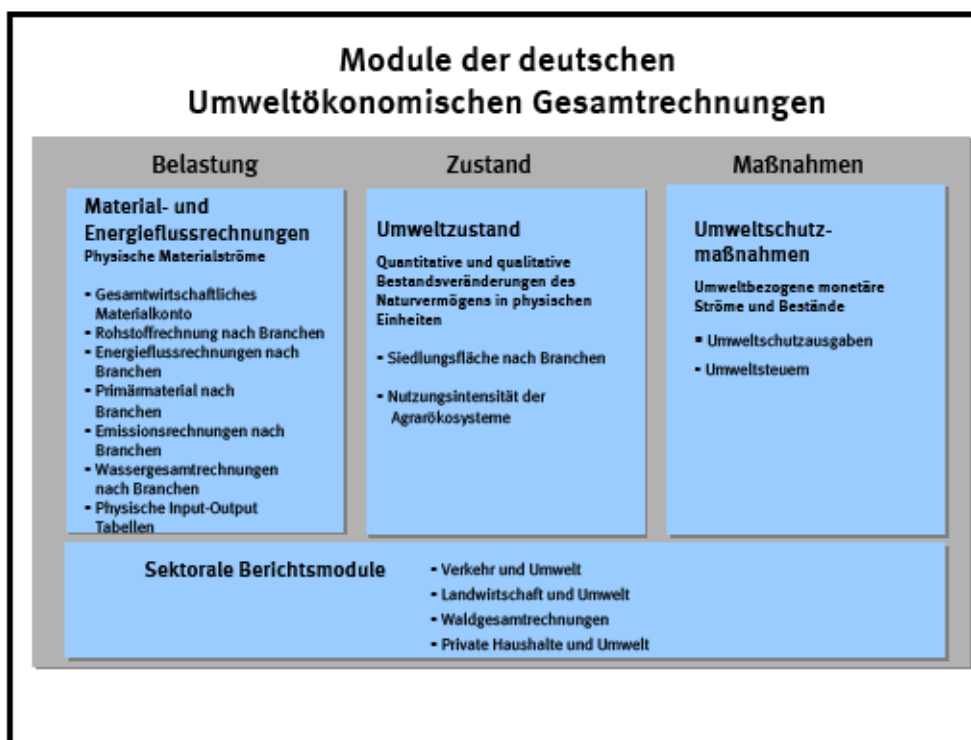 Module der deutschen
Umweltökonomischen Gesamtrechnungen
Belastung
Material- und
Energieflussrechnungen
Physische Materialströme
- Gesamtwirtschaftliches
Materialkonto
- Rohstoffrechnung nach Branchen
- Energieflussrechnungen nach
Branchen
- Primärmaterial nach
Branchen
- Emissionsrechnungen nach
Branchen
- Wassergesamtrechnungen
nach Branchen
- Physische Input-Output
Tabellen
Zustand
Umweltzustand
Quantitative und qualitative
Bestandsveränderungen des
Naturvermögens in physischen
Einheiten
- Siedlungsfläche nach Branchen
- Nutzungsintensität der
Agrarökosysteme
Maßnahmen
Umweltschutz-
maßnahmen
Umweltbezogene monetäre
Ströme und Bestände
▪ Umweltschutzausgaben
- Umweltsteuern
Sektorale Berichtsmodule
- Verkehr und Umwelt
- Landwirtschaft und Umwelt
- Waldgesamtrechnungen
- Private Haushalte und Umwelt